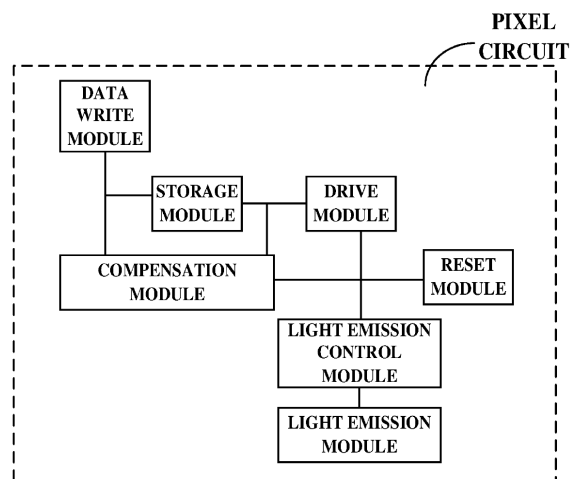 PIXEL
CIRCUIT
DATA
WRITE
MODULE
STORAGE
MODULE
DRIVE
MODULE
COMPENSATION
MODULE
RESET
MODULE
LIGHT EMISSION
CONTROL
MODULE
LIGHT EMISSION
MODULE